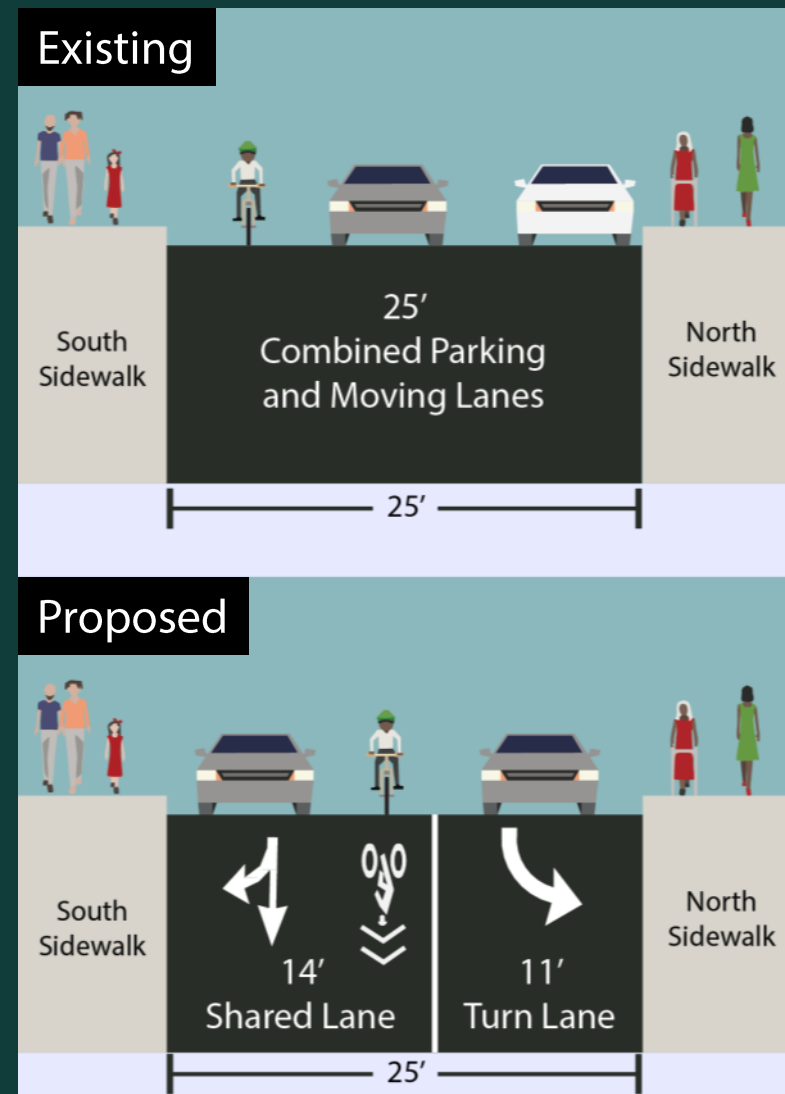 Existing
South
Sidewalk
25’
Combined Parking
and Moving Lanes
North
Sidewalk
25’
Proposed
South
Sidewalk
14’
Shared Lane
11’
Turn Lane
North
Sidewalk
25’